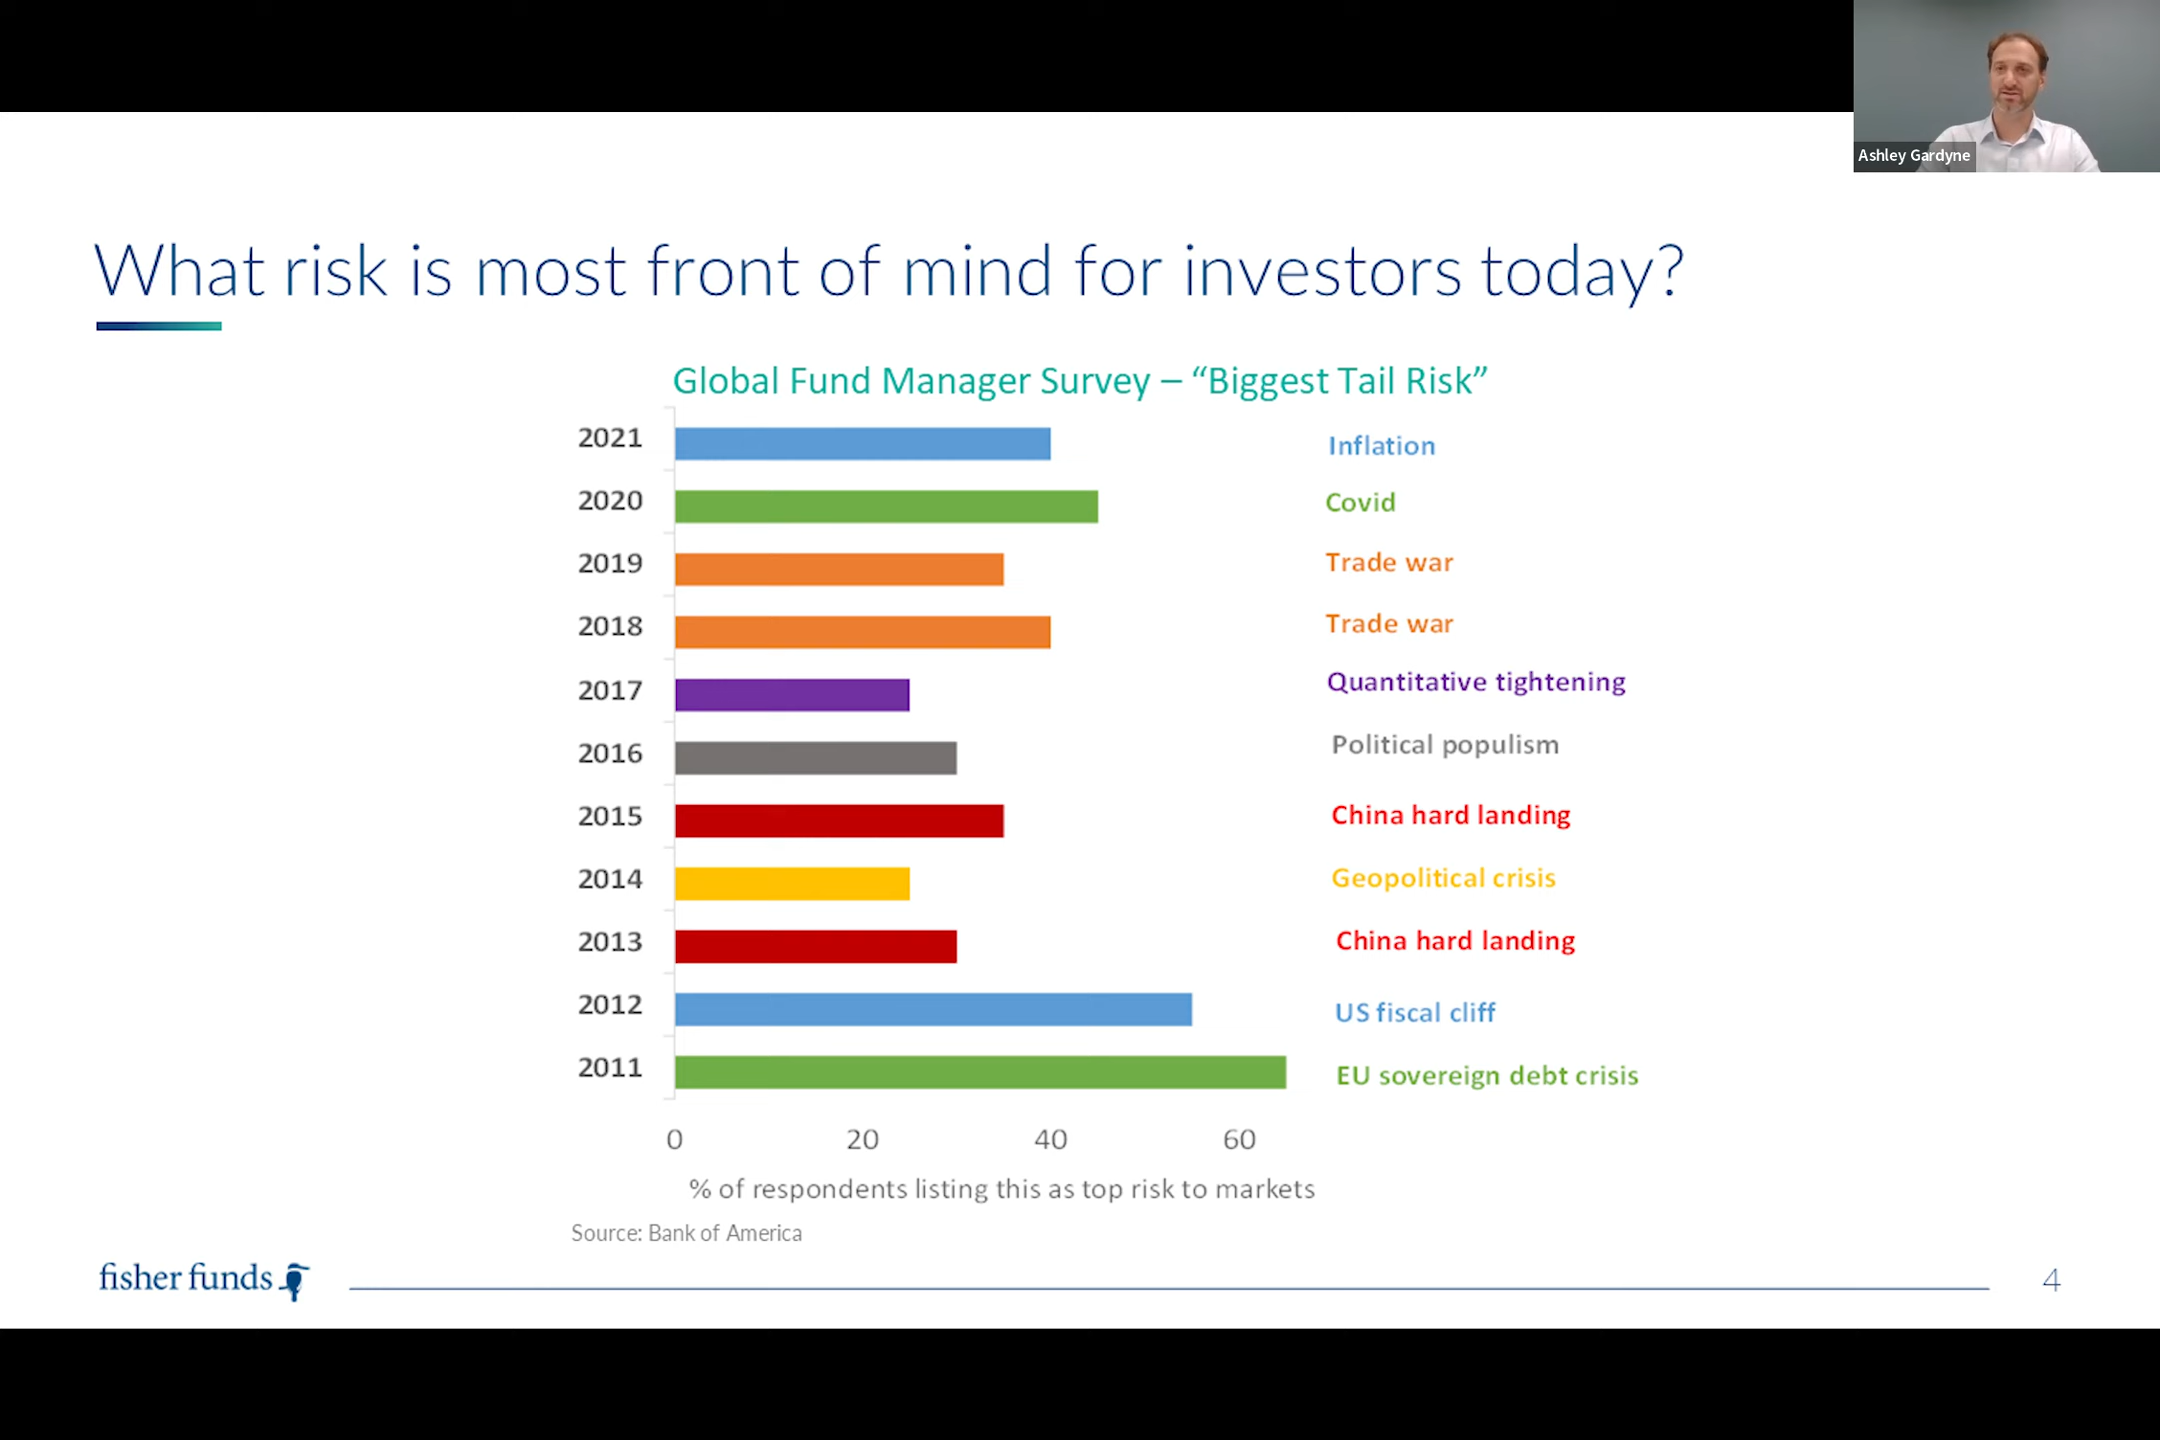 Ashley Gardyne
What risk is most front of mind for investors today?
Global Fund Manager Survey – “Biggest Tail Risk”
2021 Inflation
2020 Covid
2019 Trade war
2018 Trade war
2017 Quantitative tightening
2016 Political populism
2015 China hard landing
2014 Geopolitical crisis
2013 China hard landing
2012 US fiscal cliff
2011 EU sovereign debt crisis
0 20 40 60
% of respondents listing this as top risk to markets
Source: Bank of America
fisher funds
4